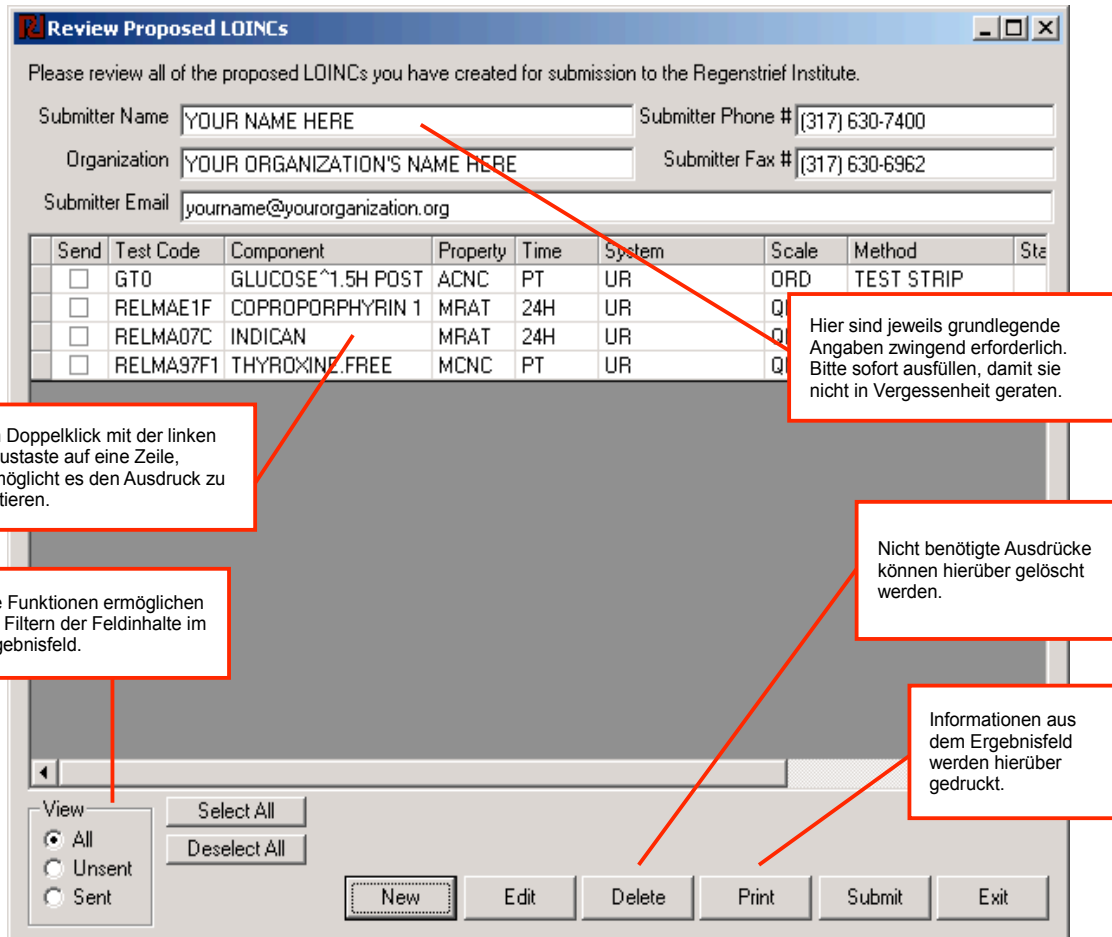 Review Proposed LOINCs
Please review all of the proposed LOINCs you have created for submission to the Regenstrief Institute.
Submitter Name YOUR NAME HERE Submitter Phone # (317) 630-7400
Organization YOUR ORGANIZATION'S NAME HERE Submitter Fax # (317) 630-6962
Submitter Email yourname@yourorganization.org
Send Test Code Component Property Time System Scale Method
GT0 GLUCOSE^1.5H POST ACNC PT UR ORD TEST STRIP
RELMAE1F COPROPORPHYRIN 1 MRAT 24H UR
RELMA07C INDICAN MRAT 24H UR
RELMA97F1 THYROXINE.FREE MCNC PT UR
Hier sind jeweils grundlegende
Angaben zwingend erforderlich.
Bitte sofort ausfüllen, damit sie
nicht in Vergessenheit geraten.
Doppelklick mit der linken
ustaste auf eine Zeile,
möglicht es den Ausdruck zu
tieren.
Nicht benötigte Ausdrücke
können hierüber gelöscht
werden.
e Funktionen ermöglichen
Filtern der Feldinhalte im
gebnisfeld.
Informationen aus
dem Ergebnisfeld
werden hierüber
gedruckt.
View
All
Unsent
Sent
Select All
Deselect All
New Edit Delete Print Submit Exit